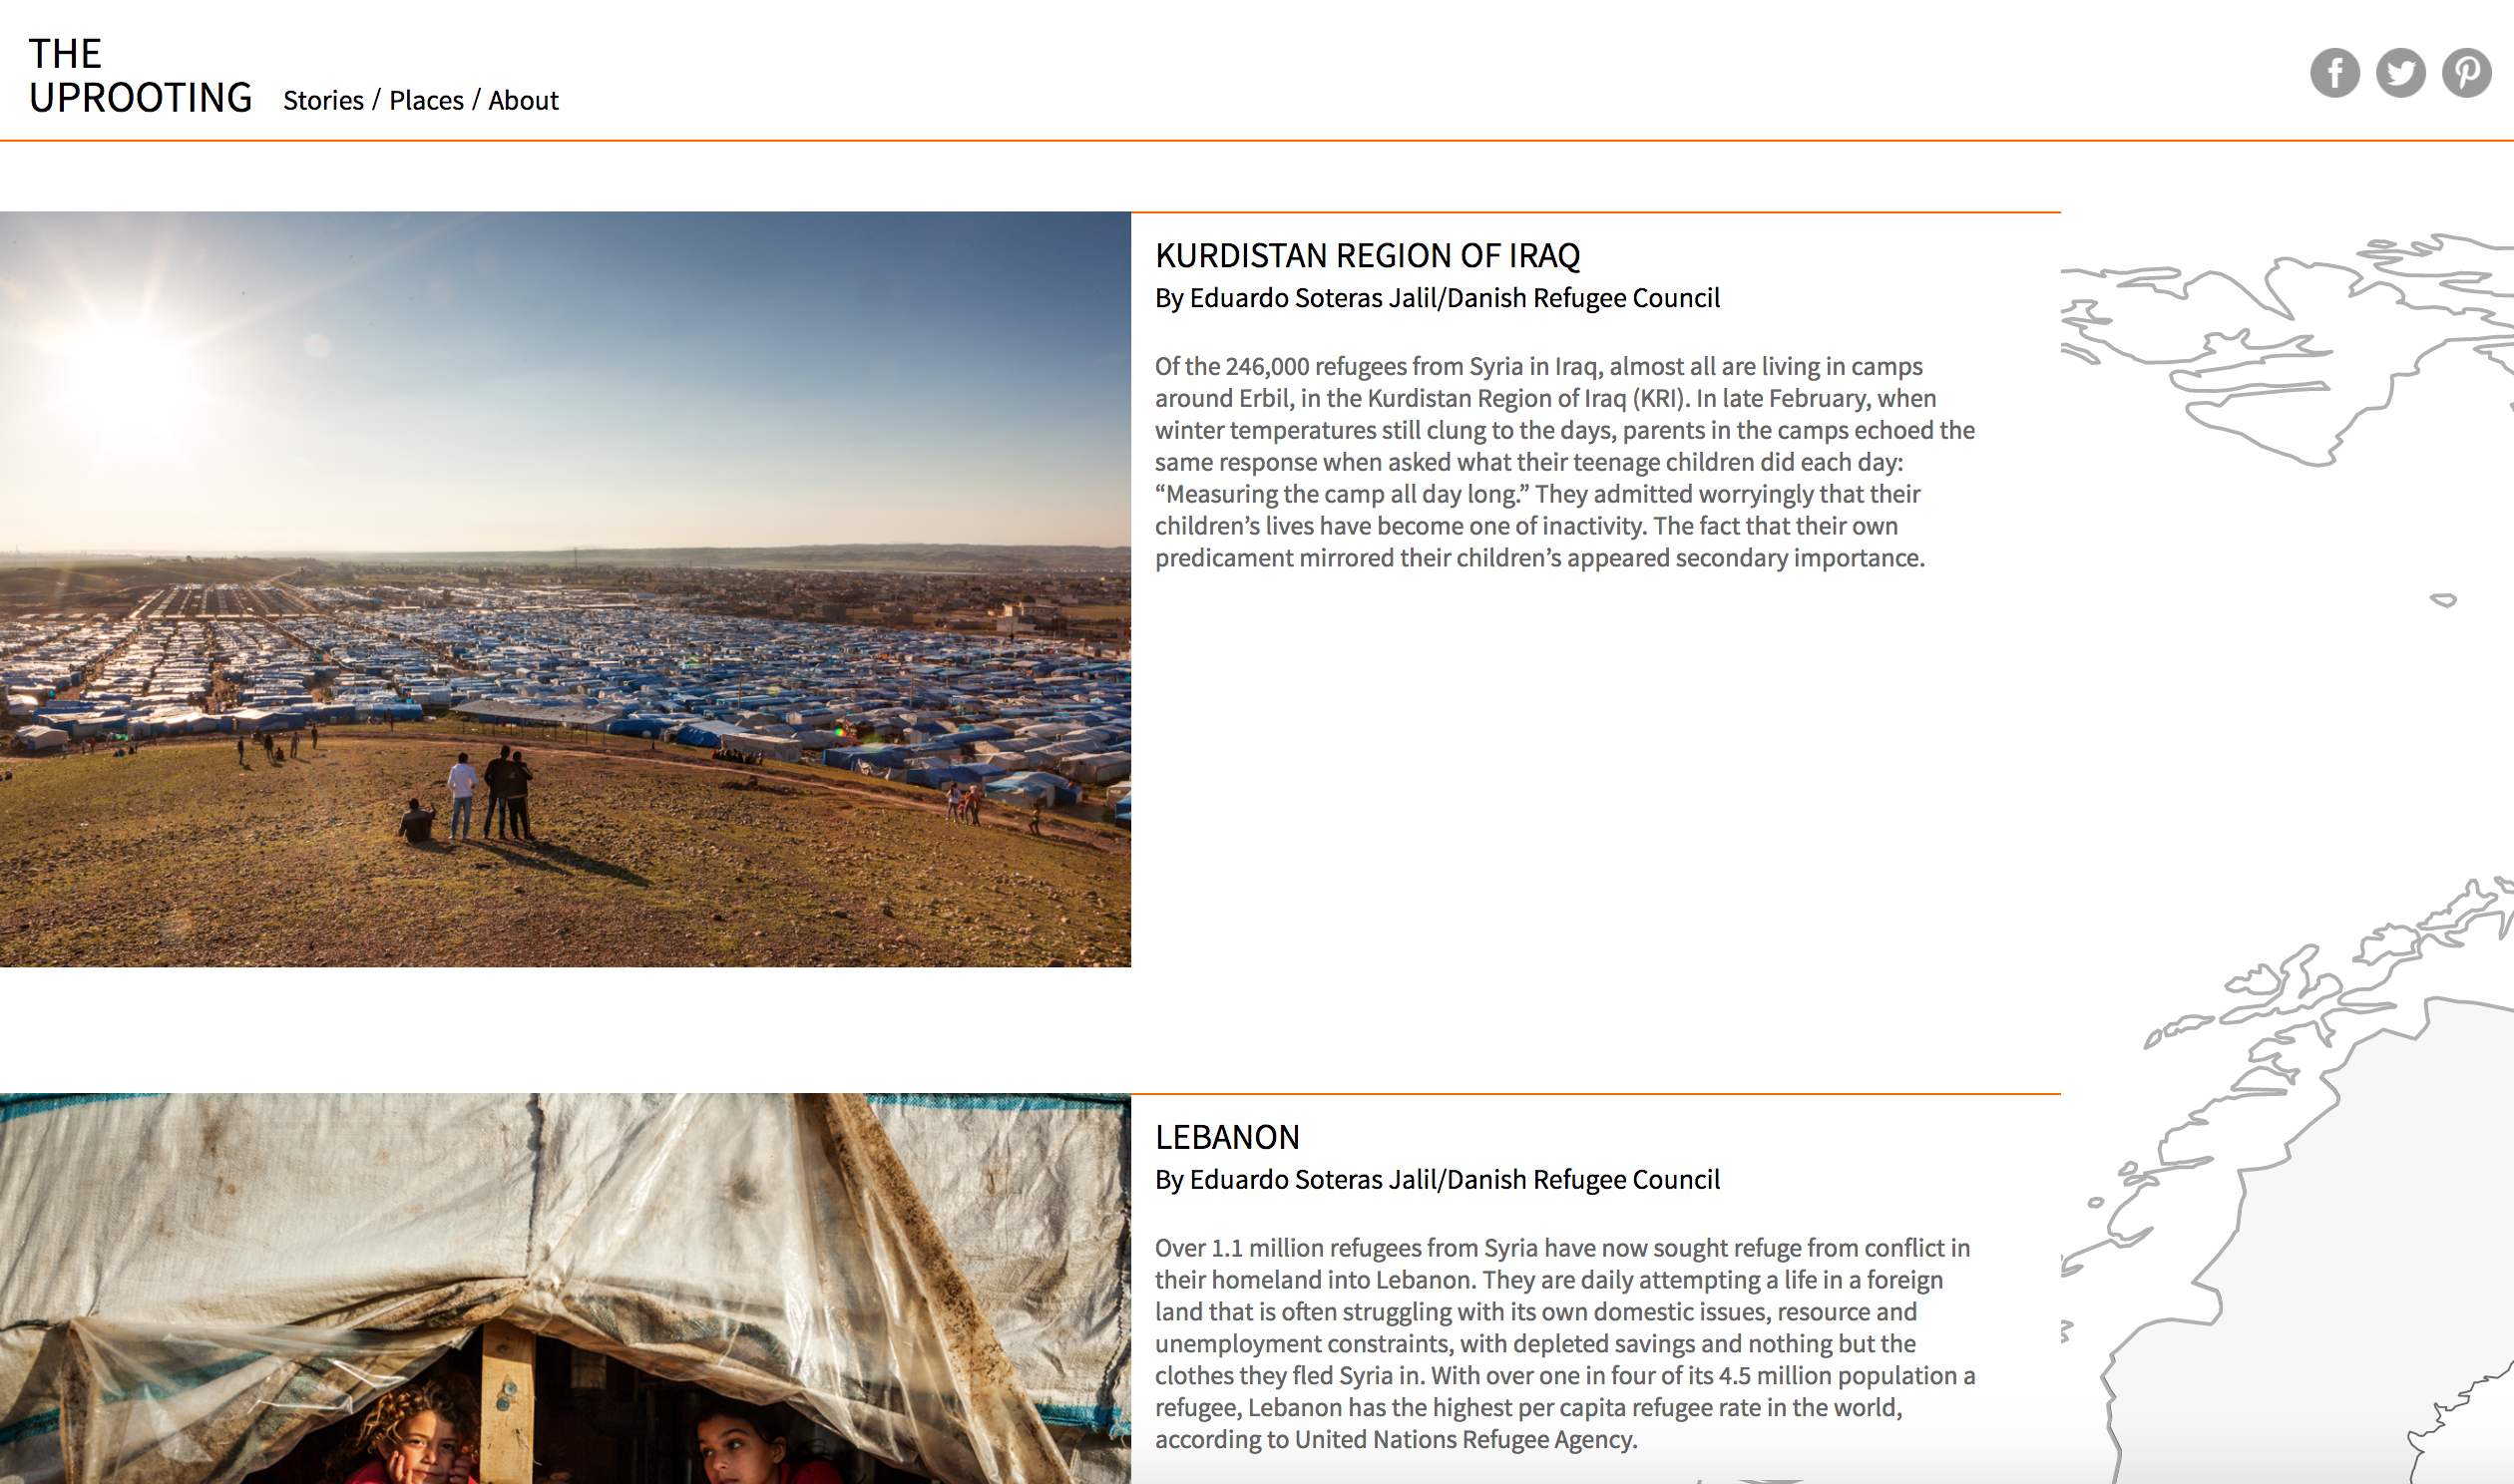 THE
UPROOTING
Stories / Places / About
KURDISTAN REGION OF IRAQ
By Eduardo Soteras Jalil/Danish Refugee Council
Of the 246,000 refugees from Syria in Iraq, almost all are living in camps
around Erbil, in the Kurdistan Region of Iraq (KRI). In late February, when
winter temperatures still clung to the days, parents in the camps echoed the
same response when asked what their teenage children did each day:
“Measuring the camp all day long.” They admitted worryingly that their
children’s lives have become one of inactivity. The fact that their own
predicament mirrored their children’s appeared secondary importance.
LEBANON
By Eduardo Soteras Jalil/Danish Refugee Council
Over 1.1 million refugees from Syria have now sought refuge from conflict in
their homeland into Lebanon. They are daily attempting a life in a foreign
land that is often struggling with its own domestic issues, resource and
unemployment constraints, with depleted savings and nothing but the
clothes they fled Syria in. With over one in four of its 4.5 million population a
refugee, Lebanon has the highest per capita refugee rate in the world,
according to United Nations Refugee Agency.